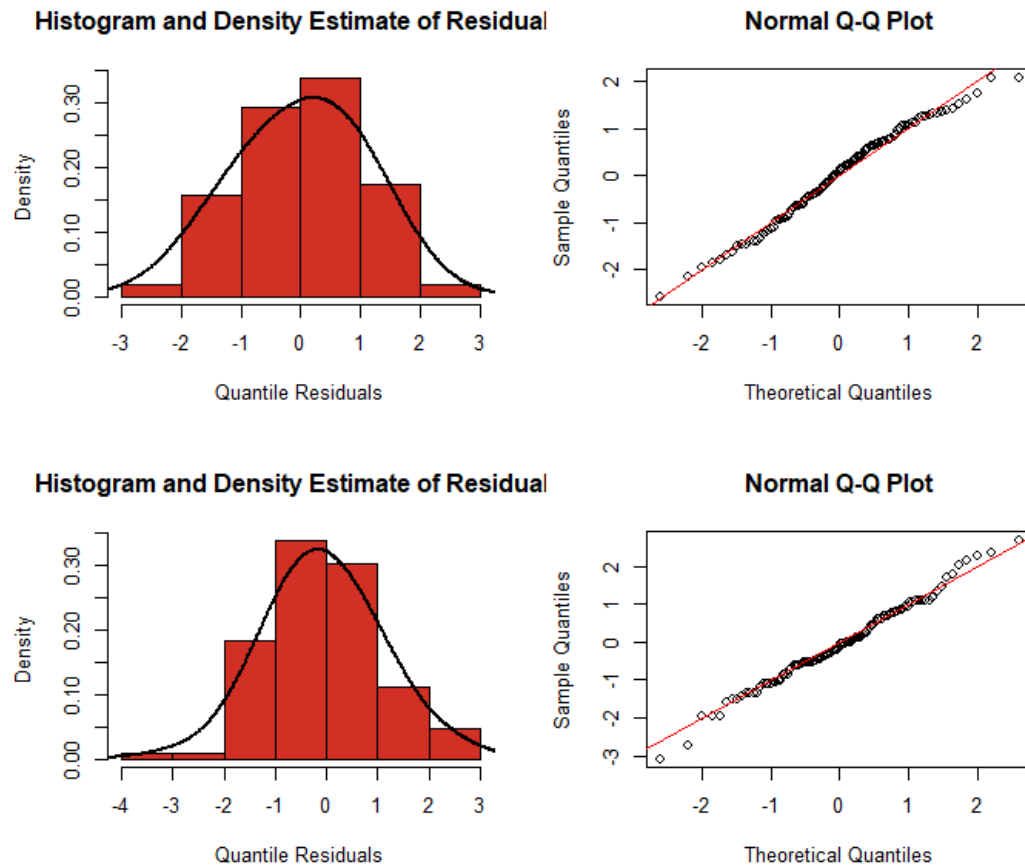 Histogram and Density Estimate of Residual
Density
0.00 0.10 0.20 0.30
-3 -2 -1 0 1 2 3
Quantile Residuals
Normal Q-Q Plot
Sample Quantiles
-2 -1 0 1 2
-2 -1 0 1 2
Theoretical Quantiles
Histogram and Density Estimate of Residual
Density
0.00 0.10 0.20 0.30
-4 -3 -2 -1 0 1 2 3
Quantile Residuals
Normal Q-Q Plot
Sample Quantiles
-3 -2 -1 0 1 2
-2 -1 0 1 2
Theoretical Quantiles